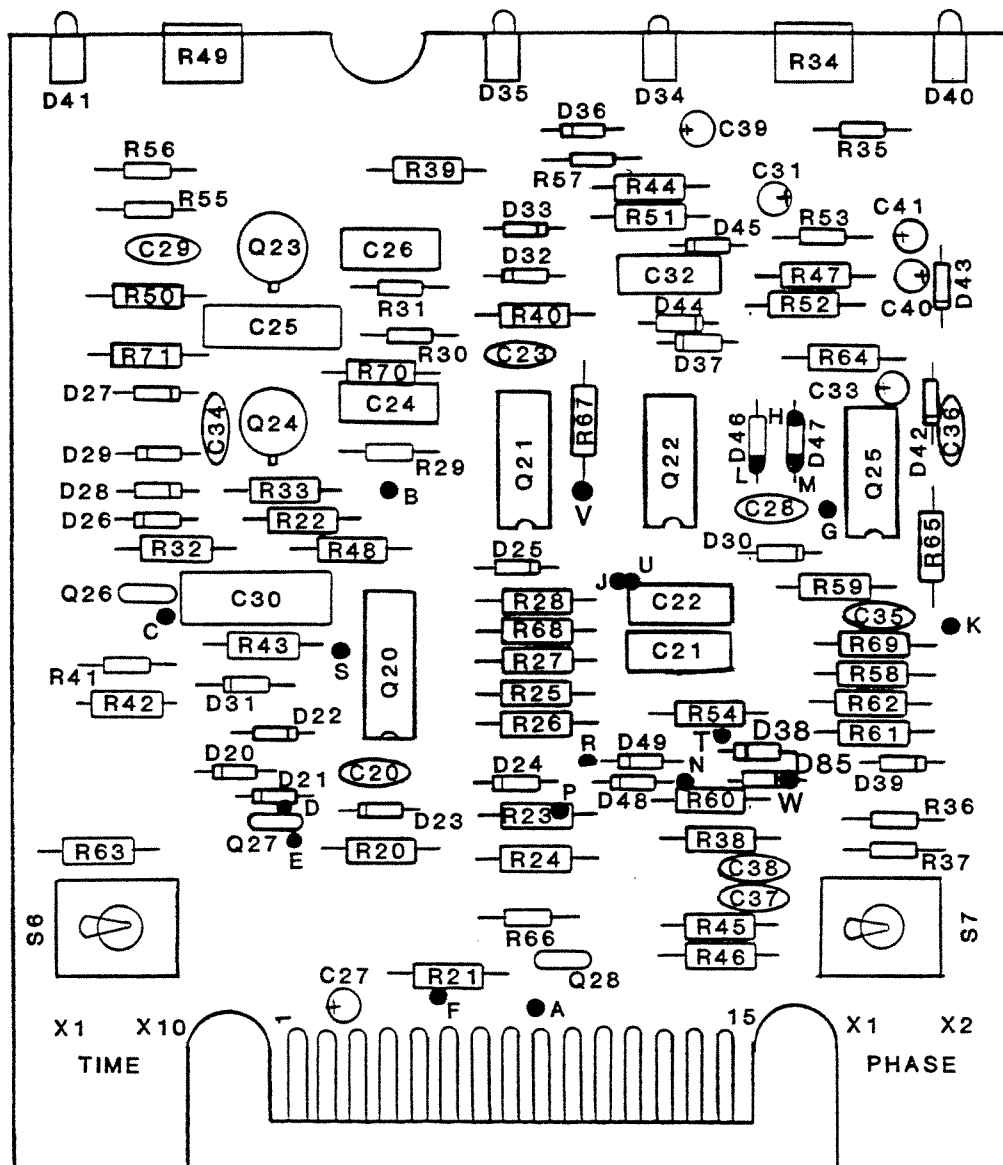 R49
R34
D41
D35
D34
D40
D36
C39
R35
R56
R39
R57
R44
C31
R55
R51
D33
D45
R53
C41
C29
Q23
C26
D32
C32
R47
D43
R50
R31
R40
R52
C40
C25
D44
R71
R30
C23
D37
R64
R70
C33
D27
C34
Q24
C24
R67
D46
H
D47
D42
C36
D29
R29
Q21
Q22
L
M
Q25
D28
R33
B
V
C28
G
D26
R22
R65
R32
R48
D25
D30
Q26
C30
J
U
R59
C
R28
C22
C35
K
R43
S
Q20
R68
C21
R69
R41
R27
R58
R42
D31
R25
R62
D22
R26
R54
T
D38
R61
D20
C20
R
D49
D85
D21
D24
N
D39
D
D23
P
D48
R60
W
R23
R36
Q27
E
R63
R20
R24
R38
R37
C38
S6
C37
S7
R66
R45
R46
C27
R21
Q28
F
A
X1
X10
1
15
X1
X2
TIME
PHASE